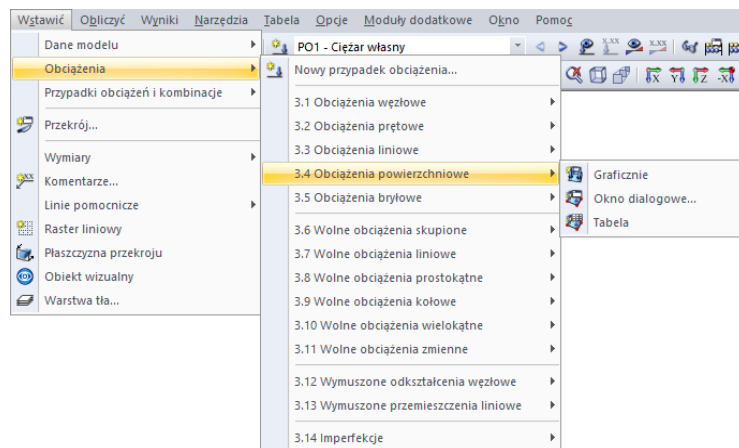 Wstawić Obliczyć Wyniki Narzędzia Tabela Opcje Moduły dodatkowe Okno Pomoc
Dane modelu
Obciążenia
Przypadki obciążeń i kombinacje
Przekrój...
Wymiary
Komentarze...
Linie pomocnicze
Raster liniowy
Płaszczyzna przekroju
Obiekt wizualny
Warstwa tła...
PO1 - Ciężar własny
Nowy przypadek obciążenia...
3.1 Obciążenia węzłowe
3.2 Obciążenia prętowe
3.3 Obciążenia liniowe
3.4 Obciążenia powierzchniowe
3.5 Obciążenia bryłowe
3.6 Wolne obciążenia skupione
3.7 Wolne obciążenia liniowe
3.8 Wolne obciążenia prostokątne
3.9 Wolne obciążenia kołowe
3.10 Wolne obciążenia wielokątne
3.11 Wolne obciążenia zmienne
3.12 Wymuszone odkształcenia węzłowe
3.13 Wymuszone przemieszczenia liniowe
3.14 Imperfekcje
Graficznie
Okno dialogowe...
Tabela